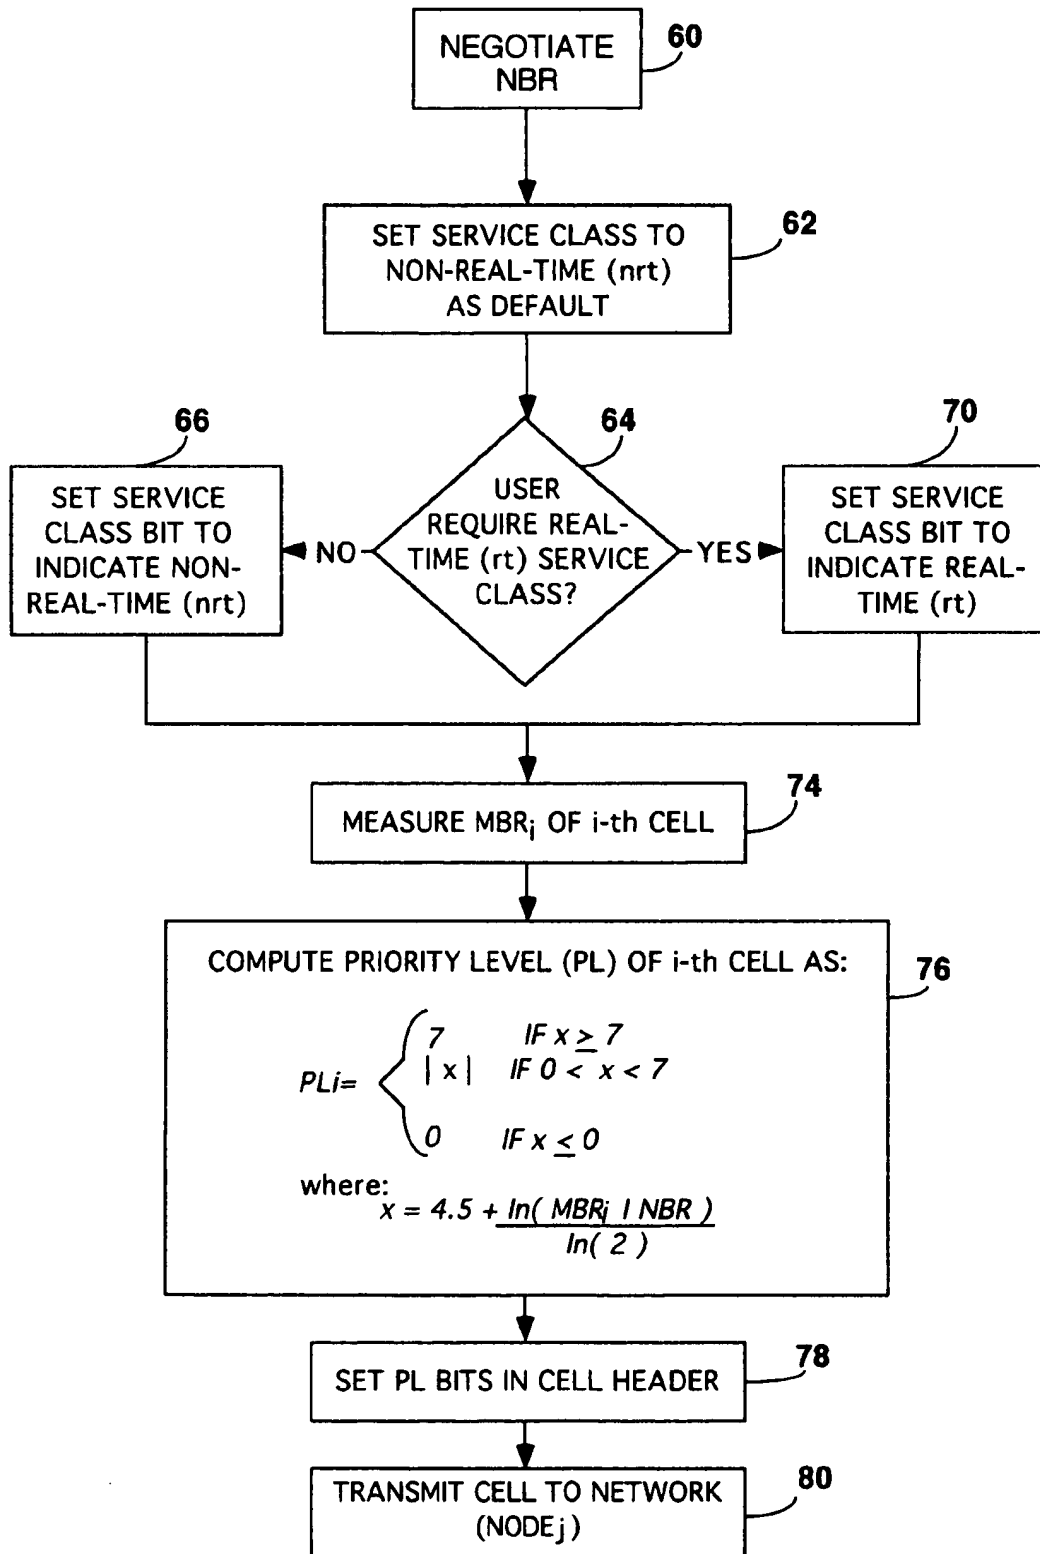 NEGOTIATE
NBR
60
SET SERVICE CLASS TO
NON-REAL-TIME (nrt)
AS DEFAULT
62
66
64
70
SET SERVICE
CLASS BIT TO
INDICATE NON-
REAL-TIME (nrt)
NO
USER
REQUIRE REAL-
TIME (rt) SERVICE
CLASS?
YES
SET SERVICE
CLASS BIT TO
INDICATE REAL-
TIME (rt)
MEASURE MBRi OF i-th CELL
74
COMPUTE PRIORITY LEVEL (PL) OF i-th CELL AS:
76
7 IF x ≥ 7
PLi= | x | IF 0 < x < 7
0 IF x ≤ 0
where:
x = 4.5 + ln( MBRi I NBR )
ln( 2 )
SET PL BITS IN CELL HEADER
78
TRANSMIT CELL TO NETWORK
(NODEj)
80